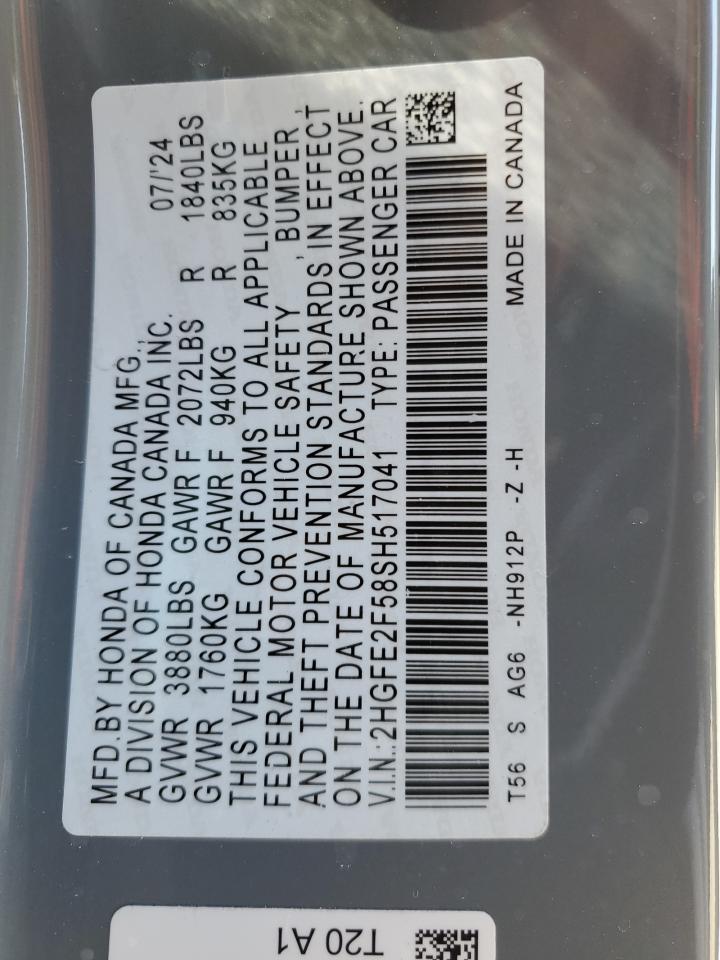 MFD.BY HONDA OF CANADA MFG.,
A DIVISION OF HONDA CANADA INC. 07/'24
GVWR 3880LBS GAWR F 2072LBS R 1840LBS
GVWR 1760KG GAWR F 940KG R 835KG
THIS VEHICLE CONFORMS TO ALL APPLICABLE
FEDERAL MOTOR VEHICLE SAFETY , BUMPER ,
AND THEFT PREVENTION STANDARDS IN EFFECT
ON THE DATE OF MANUFACTURE SHOWN ABOVE.
V.I.N.:2HGFE2F58SH517041 TYPE: PASSENGER CAR
T56 S AG6 -NH912P -Z -H MADE IN CANADA
T20 A1